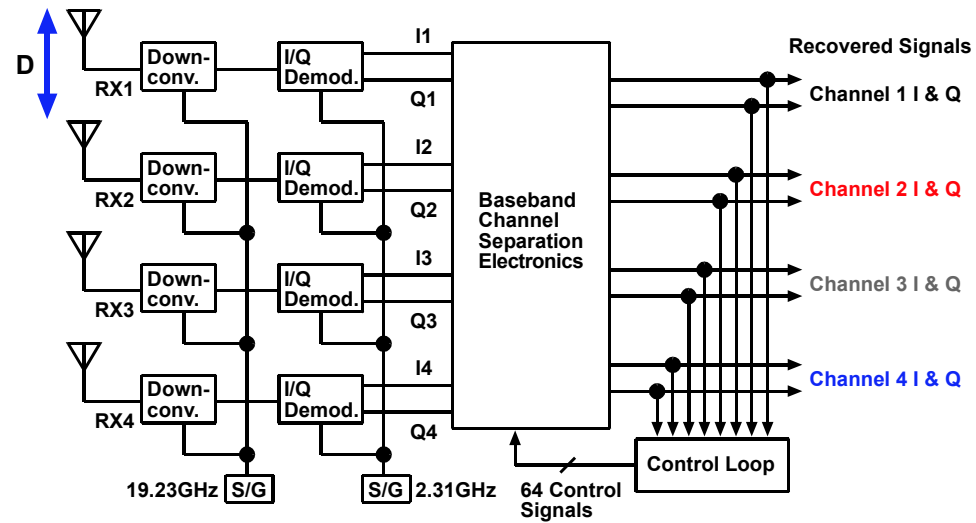 D
RX1
Down-
conv.
I/Q
Demod.
I1
Q1
RX2
Down-
conv.
I/Q
Demod.
I2
Q2
RX3
Down-
conv.
I/Q
Demod.
I3
Q3
RX4
Down-
conv.
I/Q
Demod.
I4
Q4
19.23GHz
S/G
S/G
2.31GHz
Baseband
Channel
Separation
Electronics
64 Control
Signals
Control Loop
Recovered Signals
Channel 1 I & Q
Channel 2 I & Q
Channel 3 I & Q
Channel 4 I & Q